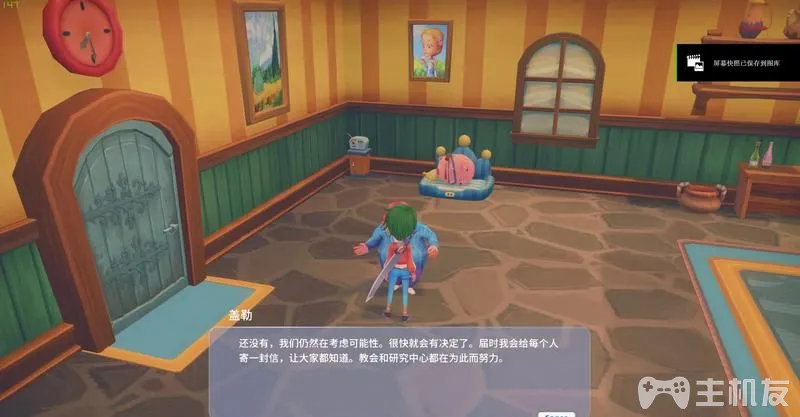 147
屏幕快照已保存到图库
盖勒
还没有，我们仍然在考虑可能性。很快就会有决定了。届时我会给每个人
寄一封信，让大家都知道。教会和研究中心都在为此而努力。
主机友